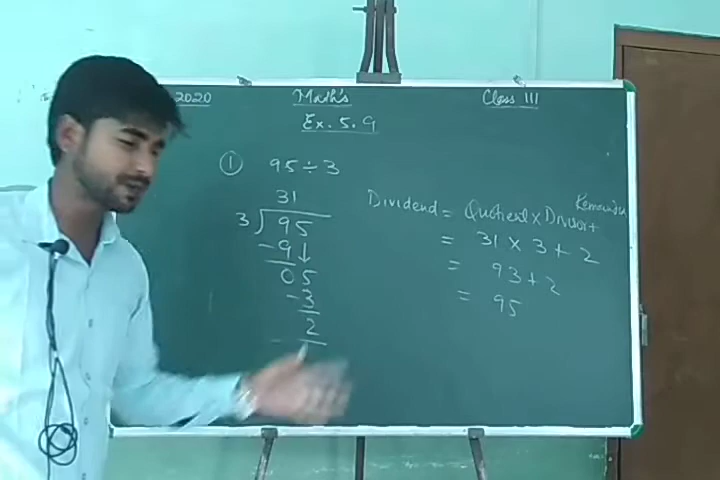 2020 Math's Class III
Ex. 5.9
① 95 ÷ 3
31
3 95
-9 ↓
05
-3
2
Dividend = Quotient × Divisor + Remainder
= 31 × 3 + 2
= 93 + 2
= 95